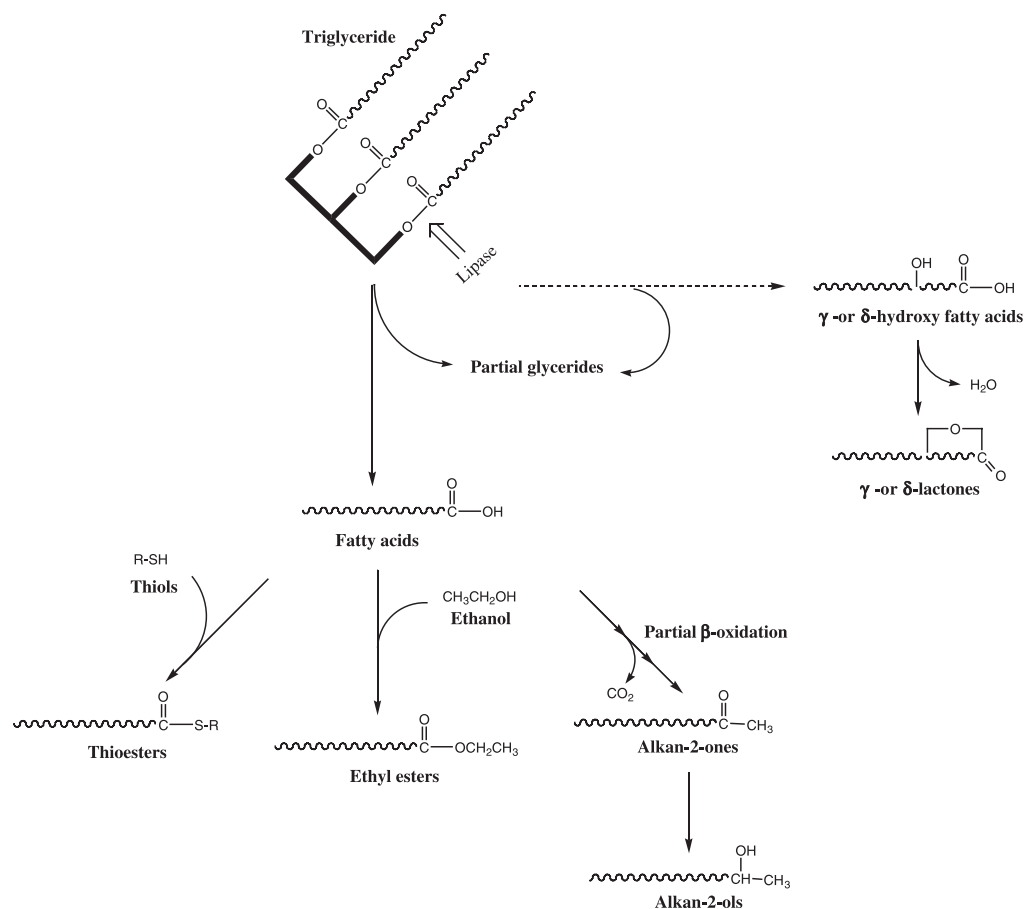 Triglyceride
O
C
O
O
C
O
O
C
O
Lipase
OH
O
C
OH
γ -or δ-hydroxy fatty acids
Partial glycerides
H2O
O
C
O
γ -or δ-lactones
O
C
OH
Fatty acids
R-SH
Thiols
CH3CH2OH
Ethanol
Partial β-oxidation
CO2
O
C
S-R
Thioesters
O
C
OCH2CH3
Ethyl esters
O
C
CH3
Alkan-2-ones
OH
CH
CH3
Alkan-2-ols